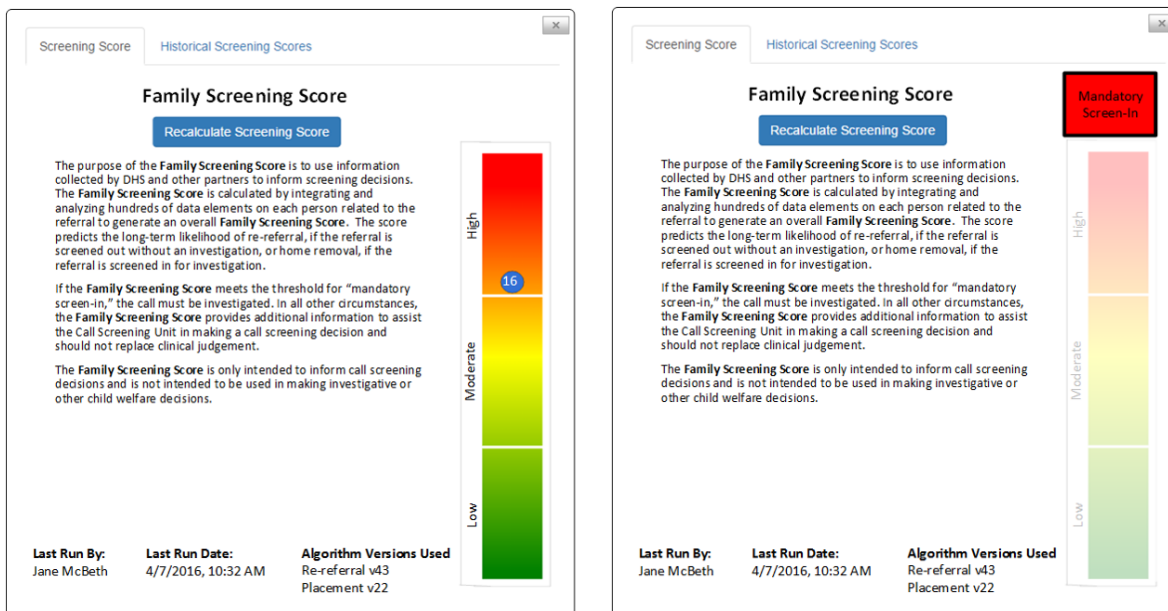 ×
Screening Score Historical Screening Scores
Family Screening Score
Recalculate Screening Score
The purpose of the Family Screening Score is to use information
collected by DHS and other partners to inform screening decisions.
The Family Screening Score is calculated by integrating and
analyzing hundreds of data elements on each person related to the
referral to generate an overall Family Screening Score. The score
predicts the long-term likelihood of re-referral, if the referral is
screened out without an investigation, or home removal, if the
referral is screened in for investigation.
If the Family Screening Score meets the threshold for “mandatory
screen-in,” the call must be investigated. In all other circumstances,
the Family Screening Score provides additional information to assist
the Call Screening Unit in making a call screening decision and
should not replace clinical judgement.
The Family Screening Score is only intended to inform call screening
decisions and is not intended to be used in making investigative or
other child welfare decisions.
High
16
Moderate
Low
Last Run By: Last Run Date: Algorithm Versions Used
Jane McBeth 4/7/2016, 10:32 AM Re-referral v43
Placement v22
×
Screening Score Historical Screening Scores
Family Screening Score
Recalculate Screening Score
Mandatory
Screen-In
The purpose of the Family Screening Score is to use information
collected by DHS and other partners to inform screening decisions.
The Family Screening Score is calculated by integrating and
analyzing hundreds of data elements on each person related to the
referral to generate an overall Family Screening Score. The score
predicts the long-term likelihood of re-referral, if the referral is
screened out without an investigation, or home removal, if the
referral is screened in for investigation.
If the Family Screening Score meets the threshold for “mandatory
screen-in,” the call must be investigated. In all other circumstances,
the Family Screening Score provides additional information to assist
the Call Screening Unit in making a call screening decision and
should not replace clinical judgement.
The Family Screening Score is only intended to inform call screening
decisions and is not intended to be used in making investigative or
other child welfare decisions.
High
Moderate
Low
Last Run By: Last Run Date: Algorithm Versions Used
Jane McBeth 4/7/2016, 10:32 AM Re-referral v43
Placement v22